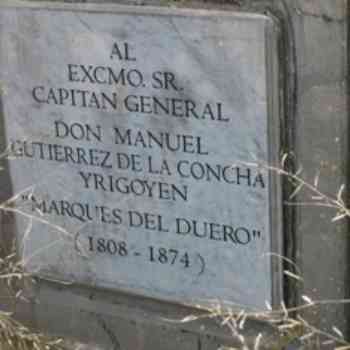 AL
EXCMO. SR.
CAPITAN GENERAL
DON MANUEL
GUTIERREZ DE LA CONCHA
YRIGOYEN
"MARQUES DEL DUERO"
(1808 - 1874)